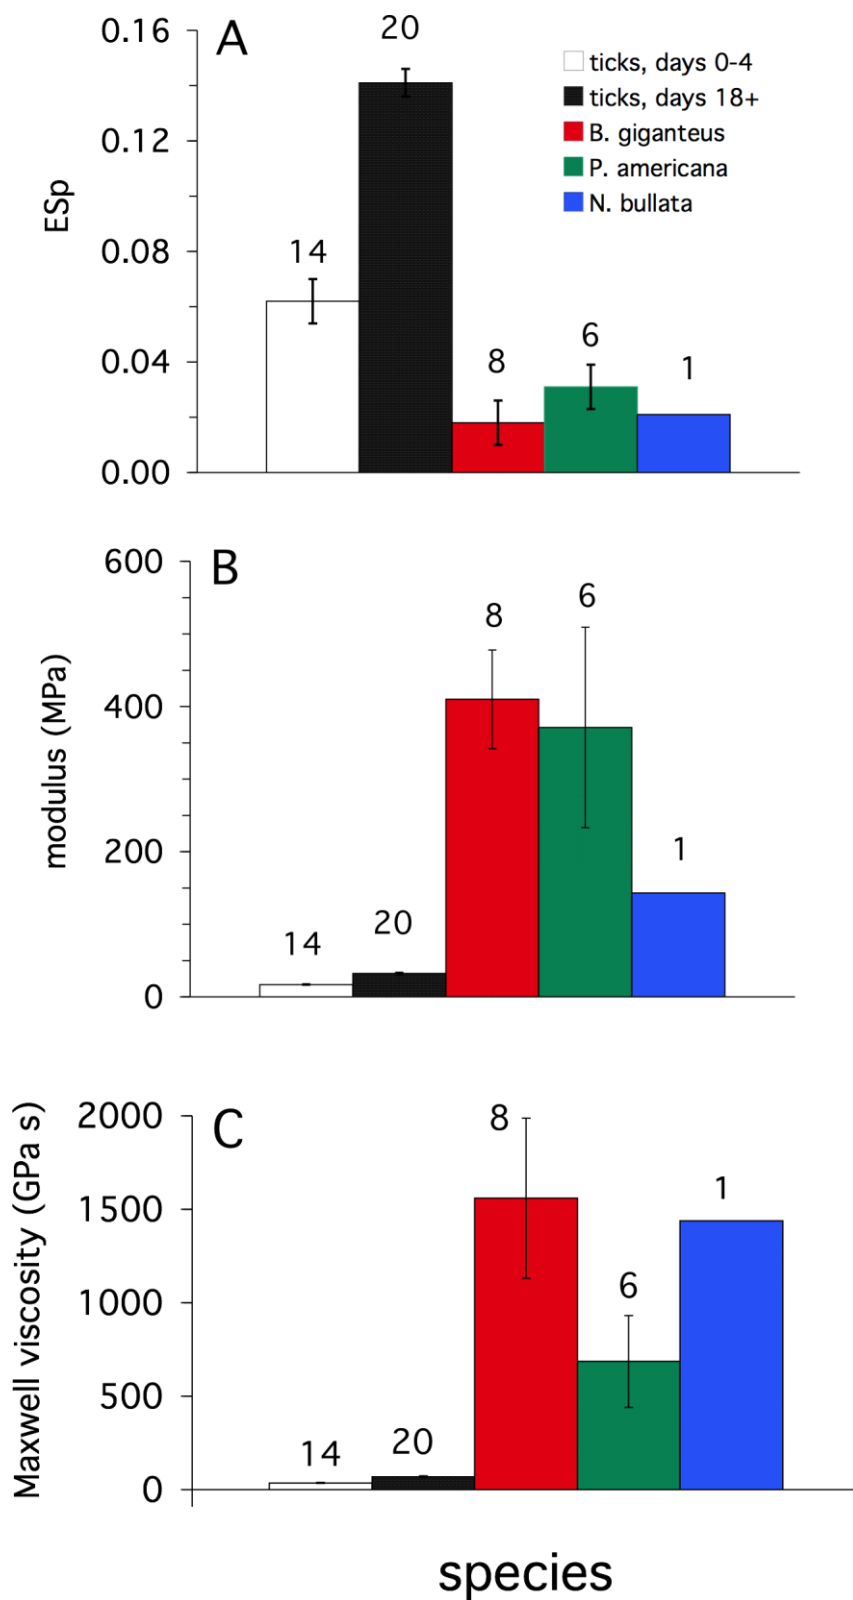 A
ESp
0.16
0.12
0.08
0.04
0.00
14
20
8
6
1
ticks, days 0-4
ticks, days 18+
B. giganteus
P. americana
N. bullata
B
modulus (MPa)
600
400
200
0
14
20
8
6
1
C
Maxwell viscosity (GPa s)
2000
1500
1000
500
0
14
20
8
6
1
species